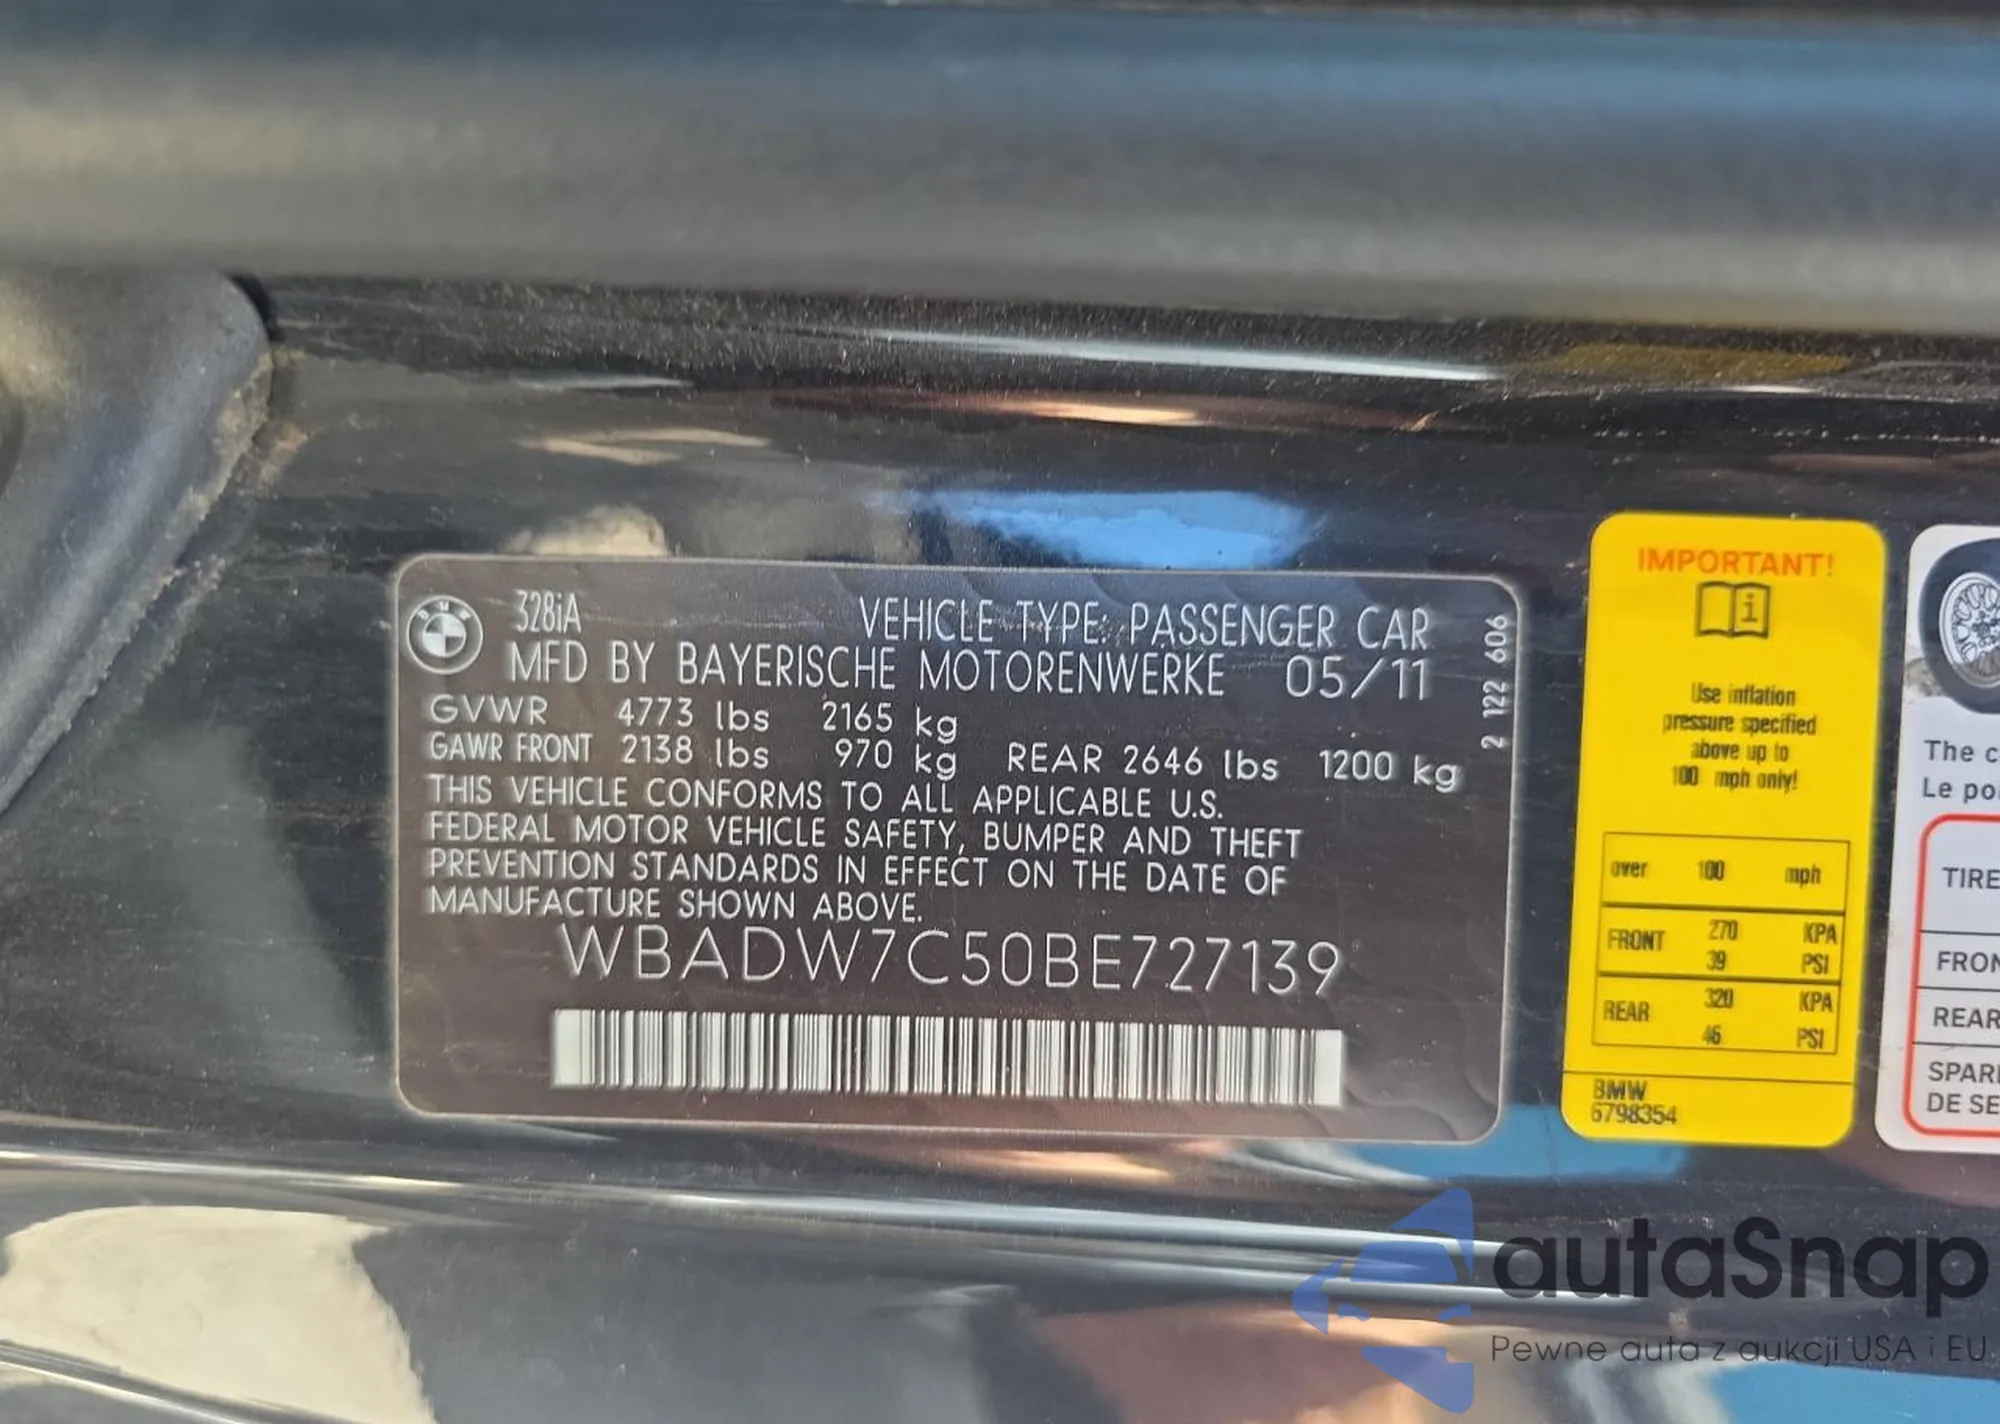 BMW
328iA VEHICLE TYPE: PASSENGER CAR
MFD BY BAYERISCHE MOTORENWERKE 05/11
GVWR 4773 lbs 2165 kg
GAWR FRONT 2138 lbs 970 kg REAR 2646 lbs 1200 kg
THIS VEHICLE CONFORMS TO ALL APPLICABLE U.S.
FEDERAL MOTOR VEHICLE SAFETY, BUMPER AND THEFT
PREVENTION STANDARDS IN EFFECT ON THE DATE OF
MANUFACTURE SHOWN ABOVE.
WBADW7C50BE727139
2 122 606
IMPORTANT!
i
Use inflation
pressure specified
above up to
100 mph only!
over 100 mph
FRONT 270 KPA
39 PSI
REAR 320 KPA
46 PSI
BMW
6798354
The c
Le po
TIRE
FRON
REAR
SPAR
DE SE
autaSnap
Pewne auta z aukcji USA i EU